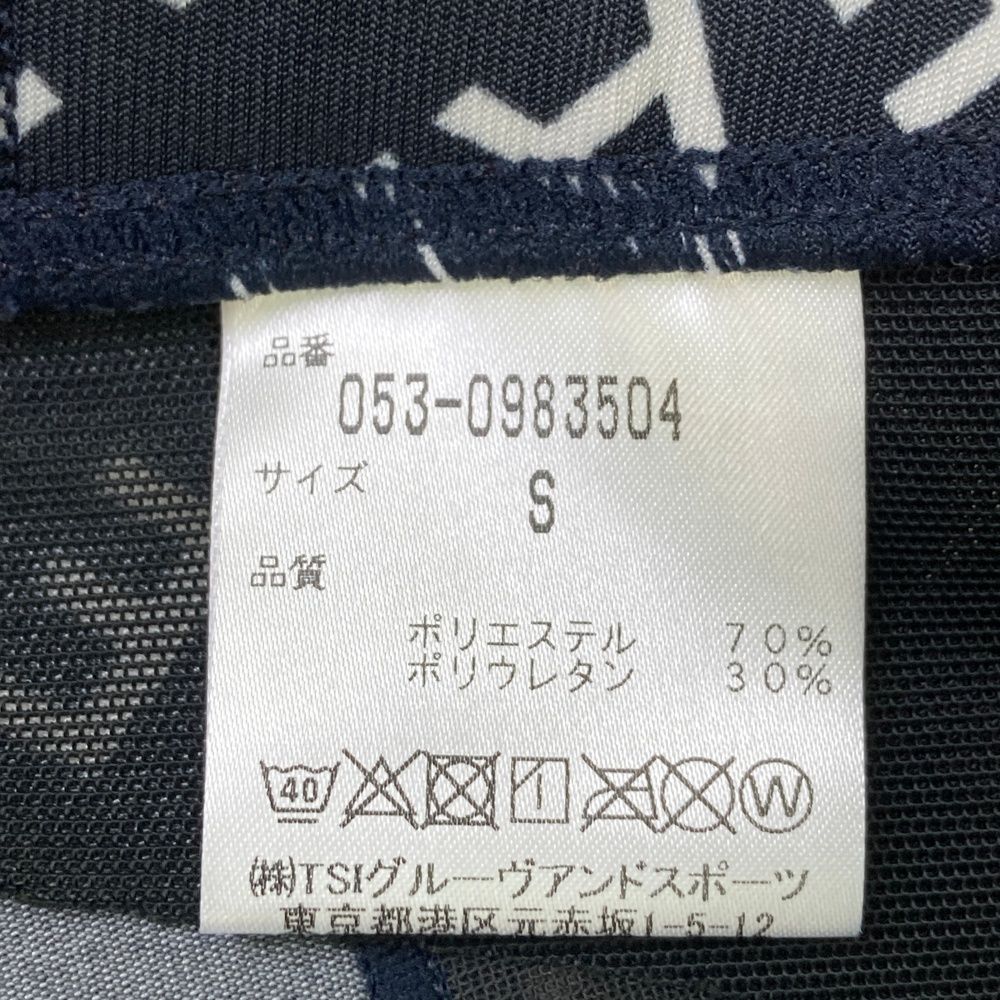 品番
053-0983504
サイズ
S
品質
ポリエステル 70%
ポリウレタン 30%
40
W
(株)TSIグルーヴアンドスポーツ
東京都港区元赤坂1-5-12